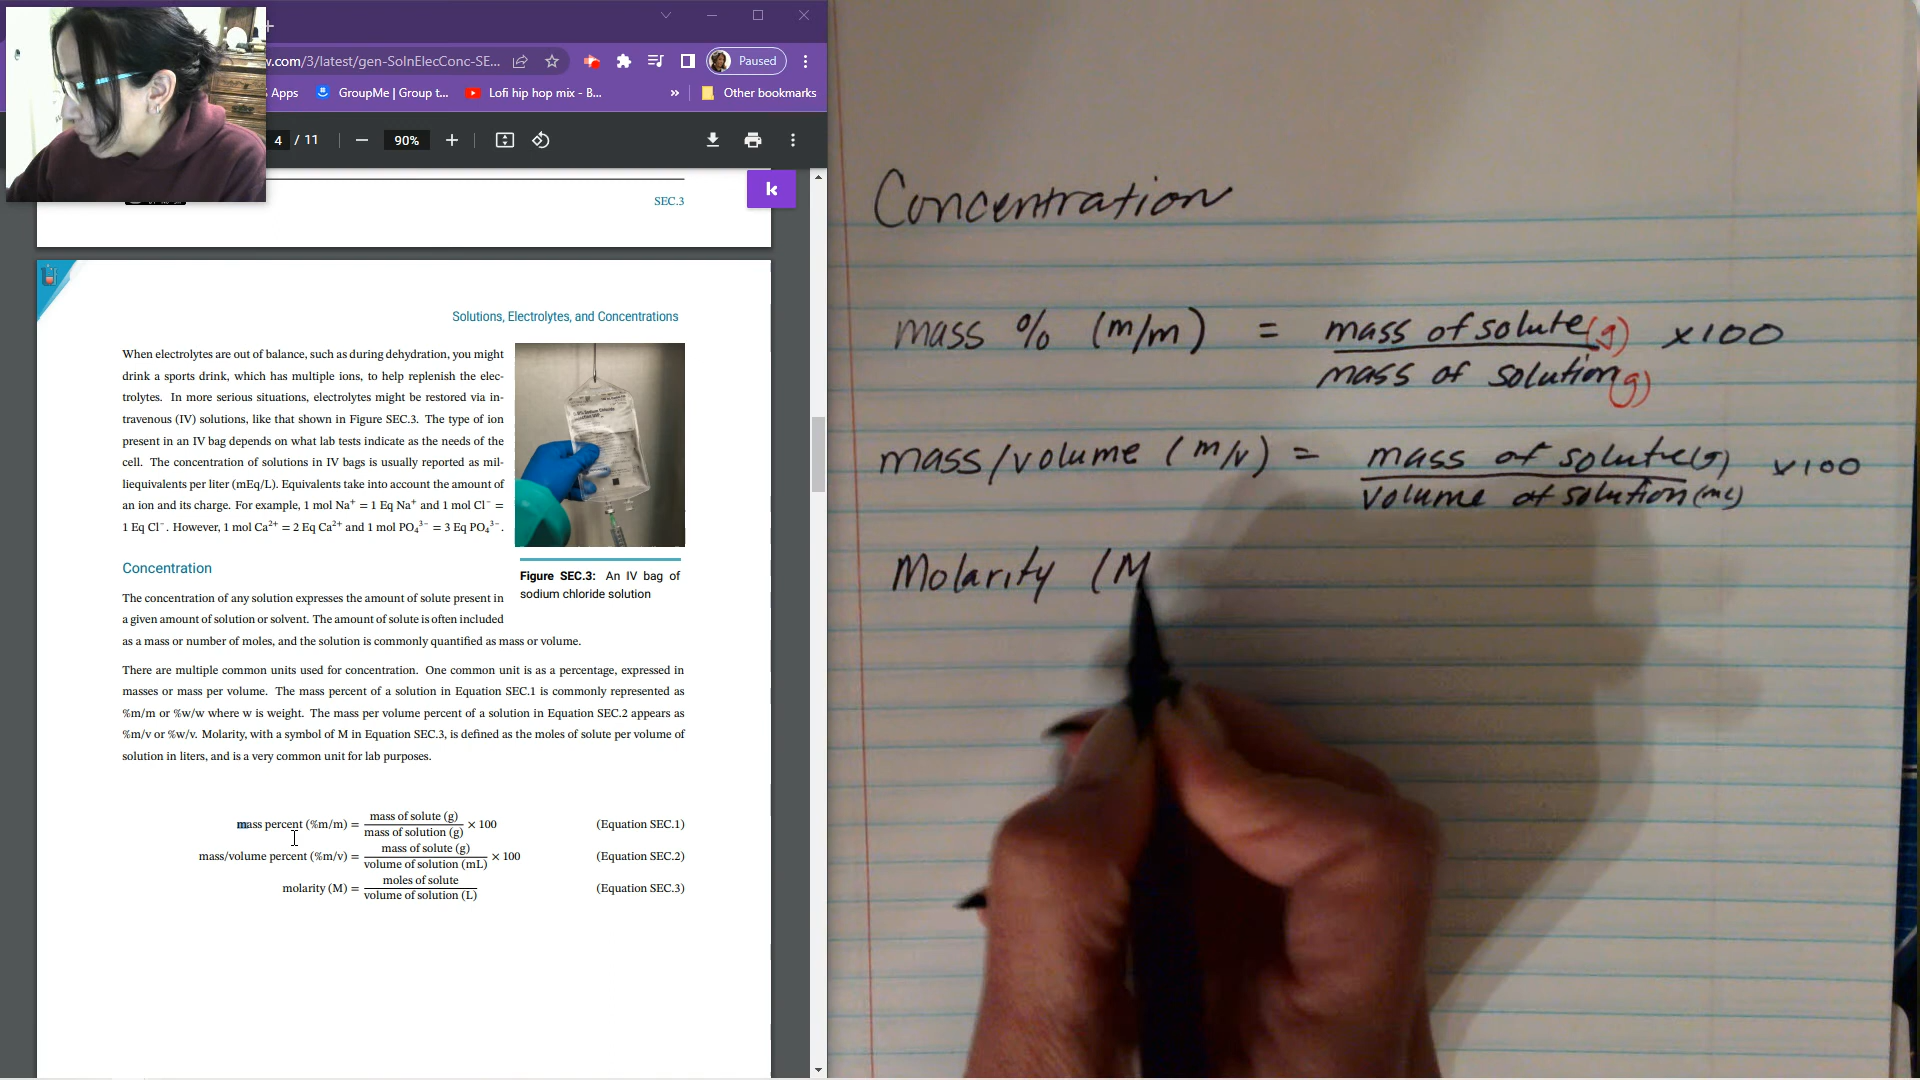 w.com/3/latest/gen-SolnElecConc-SE...
Paused
Apps
GroupMe | Group t...
Lofi hip hop mix - B...
»
Other bookmarks
4 / 11
90%
k
SEC.3
Solutions, Electrolytes, and Concentrations
When electrolytes are out of balance, such as during dehydration, you might
drink a sports drink, which has multiple ions, to help replenish the elec-
trolytes. In more serious situations, electrolytes might be restored via in-
travenous (IV) solutions, like that shown in Figure SEC.3. The type of ion
present in an IV bag depends on what lab tests indicate as the needs of the
cell. The concentration of solutions in IV bags is usually reported as mil-
liequivalents per liter (mEq/L). Equivalents take into account the amount of
an ion and its charge. For example, 1 mol Na⁺ = 1 Eq Na⁺ and 1 mol Cl⁻ =
1 Eq Cl⁻. However, 1 mol Ca²⁺ = 2 Eq Ca²⁺ and 1 mol PO₄³⁻ = 3 Eq PO₄³⁻.
Figure SEC.3: An IV bag of
sodium chloride solution
Concentration
The concentration of any solution expresses the amount of solute present in
a given amount of solution or solvent. The amount of solute is often included
as a mass or number of moles, and the solution is commonly quantified as mass or volume.
There are multiple common units used for concentration. One common unit is as a percentage, expressed in
masses or mass per volume. The mass percent of a solution in Equation SEC.1 is commonly represented as
%m/m or %w/w where w is weight. The mass per volume percent of a solution in Equation SEC.2 appears as
%m/v or %w/v. Molarity, with a symbol of M in Equation SEC.3, is defined as the moles of solute per volume of
solution in liters, and is a very common unit for lab purposes.
mass of solute (g)
mass percent (%m/m) = × 100 (Equation SEC.1)
mass of solution (g)
mass of solute (g)
mass/volume percent (%m/v) = × 100 (Equation SEC.2)
volume of solution (mL)
moles of solute
molarity (M) = (Equation SEC.3)
volume of solution (L)
Concentration
mass % (m/m) = mass of solute(g) x100
mass of solution g)
mass/volume (m/v) = mass of solute(g) x100
volume of solution (mL)
Molarity (M